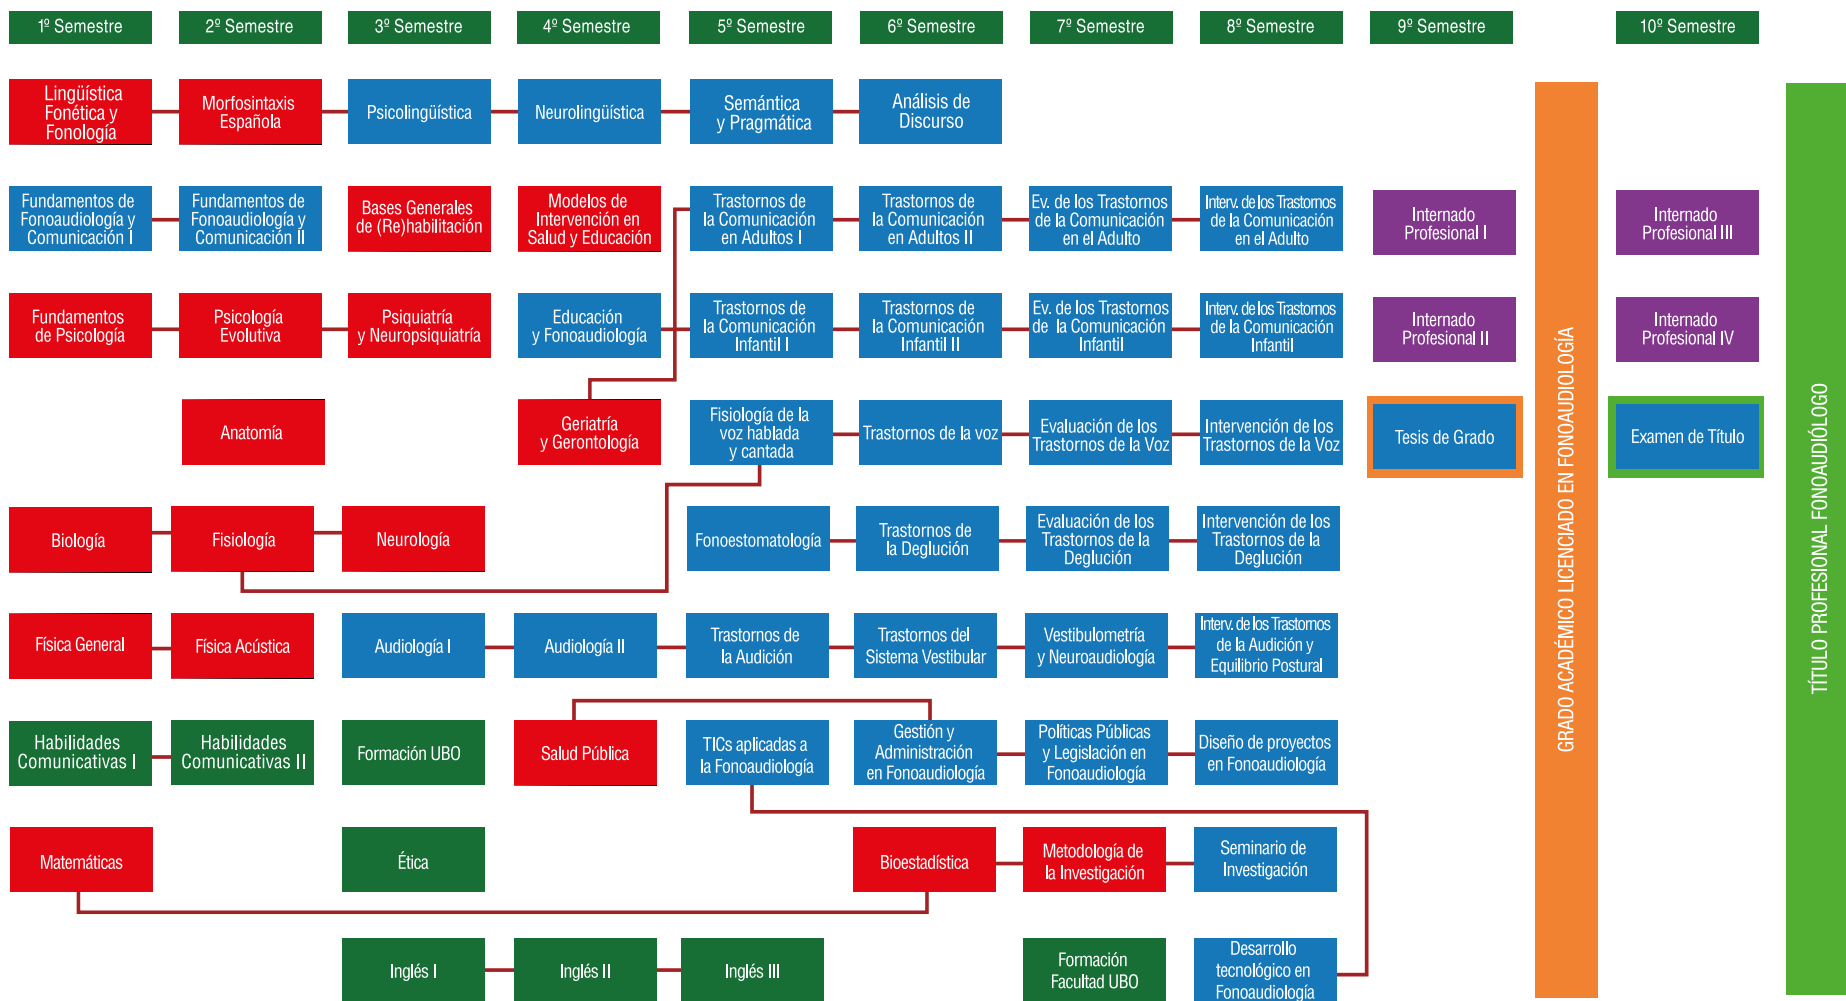 1º Semestre
2º Semestre
3º Semestre
4º Semestre
5º Semestre
6º Semestre
7º Semestre
8º Semestre
9º Semestre
10º Semestre
Lingüística
Fonética y
Fonología
Morfosintaxis
Española
Psicolingüística
Neurolingüística
Semántica
y Pragmática
Análisis de
Discurso
Fundamentos de
Fonoaudiología y
Comunicación I
Fundamentos de
Fonoaudiología y
Comunicación II
Bases Generales
de (Re)habilitación
Modelos de
Intervención en
Salud y Educación
Trastornos de
la Comunicación
en Adultos I
Trastornos de
la Comunicación
en Adultos II
Ev. de los Trastornos
de la Comunicación
en el Adulto
Interv. de los Trastornos
de la Comunicación
en el Adulto
Internado
Profesional I
Internado
Profesional III
Fundamentos
de Psicología
Psicología
Evolutiva
Psiquiatría
y Neuropsiquiatría
Educación
y Fonoaudiología
Trastornos de
la Comunicación
Infantil I
Trastornos de
la Comunicación
Infantil II
Ev. de los Trastornos
de la Comunicación
Infantil
Interv. de los Trastornos
de la Comunicación
Infantil
Internado
Profesional II
Internado
Profesional IV
Anatomía
Geriatría
y Gerontología
Fisiología de la
voz hablada
y cantada
Trastornos de la voz
Evaluación de los
Trastornos de la Voz
Intervención de los
Trastornos de la Voz
Tesis de Grado
Examen de Título
Biología
Fisiología
Neurología
Fonoestomatología
Trastornos de
la Deglución
Evaluación de los
Trastornos de la
Deglución
Intervención de los
Trastornos de la
Deglución
Física General
Física Acústica
Audiología I
Audiología II
Trastornos de
la Audición
Trastornos del
Sistema Vestibular
Vestibulometría
y Neuroaudiología
Interv. de los Trastornos
de la Audición y
Equilibrio Postural
Habilidades
Comunicativas I
Habilidades
Comunicativas II
Formación UBO
Salud Pública
TICs aplicadas a
la Fonoaudiología
Gestión y
Administración
en Fonoaudiología
Políticas Públicas
y Legislación en
Fonoaudiología
Diseño de proyectos
en Fonoaudiología
Matemáticas
Ética
Bioestadística
Metodología de
la Investigación
Seminario de
Investigación
Inglés I
Inglés II
Inglés III
Formación
Facultad UBO
Desarrollo
tecnológico en
Fonoaudiología
GRADO ACADÉMICO LICENCIADO EN FONOAUDIOLOGÍA
TÍTULO PROFESIONAL FONOAUDIÓLOGO